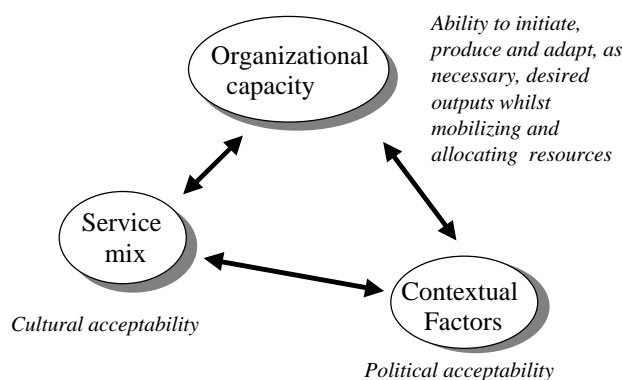 Organizational
capacity
Ability to initiate,
produce and adapt, as
necessary, desired
outputs whilst
mobilizing and
allocating resources
Service
mix
Cultural acceptability
Contextual
Factors
Political acceptability